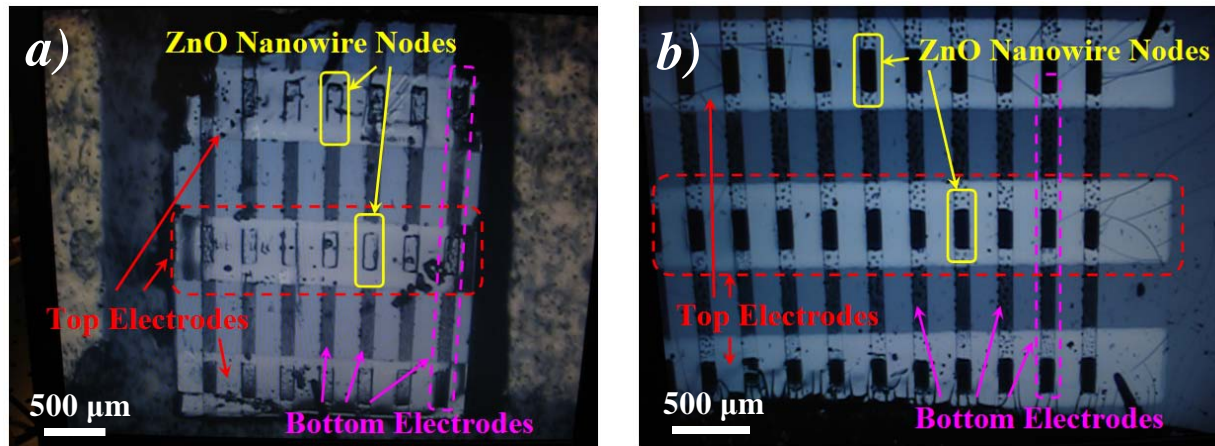 a)
ZnO Nanowire Nodes
Top Electrodes
500 μm
Bottom Electrodes
b)
ZnO Nanowire Nodes
Top Electrodes
500 μm
Bottom Electrodes